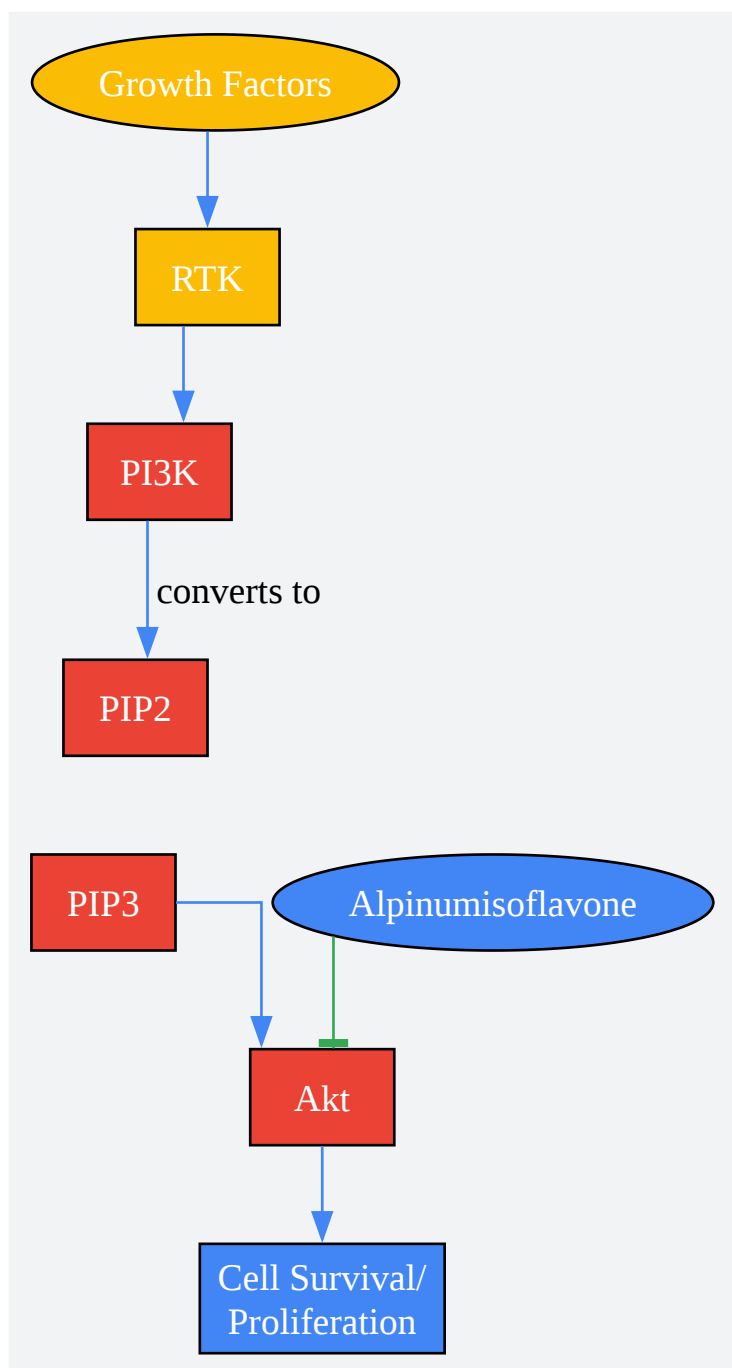 Growth Factors
RTK
PI3K
converts to
PIP2
PIP3
Alpinumisoflavone
Akt
Cell Survival/
Proliferation